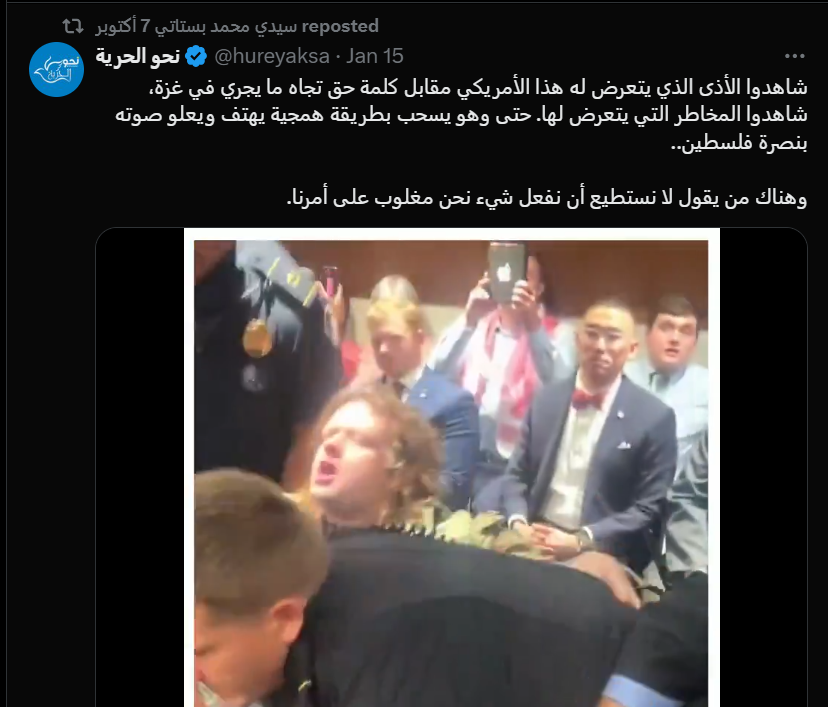 سيدي محمد بستاتي 7 أكتوبر reposted
نحو الحرية @hureyaksa · Jan 15
شاهدوا الأذى الذي يتعرض له هذا الأمريكي مقابل كلمة حق تجاه ما يجري في غزة،
شاهدوا المخاطر التي يتعرض لها. حتى وهو يسحب بطريقة همجية يهتف ويعلو صوته
بنصرة فلسطين..
وهناك من يقول لا نستطيع أن نفعل شيء نحن مغلوب على أمرنا.
نحو
الحرية